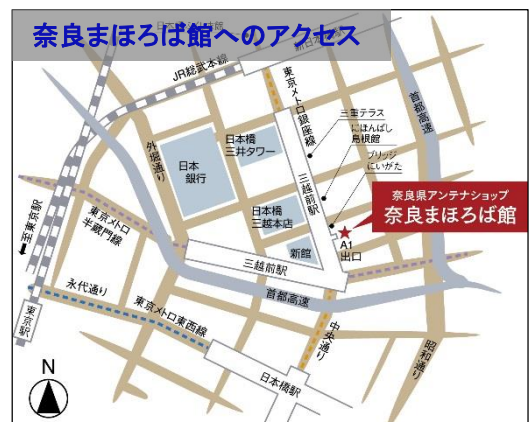 奈良まほろば館へのアクセス
JR総武本線
東京メトロ銀座線
首都高速
外堀通り
三重テラス
にほんばし
島根館
ブリッジ
にいがた
日本橋
三井タワー
日本
銀行
三越前駅
奈良県アンテナショップ
奈良まほろば館
日本橋
三越本店
A1
出口
新館
東京メトロ
半蔵門線
至東京駅
三越前駅
首都高速
永代通り
東京メトロ東西線
中央通り
昭和通り
東京駅
日本橋駅
N